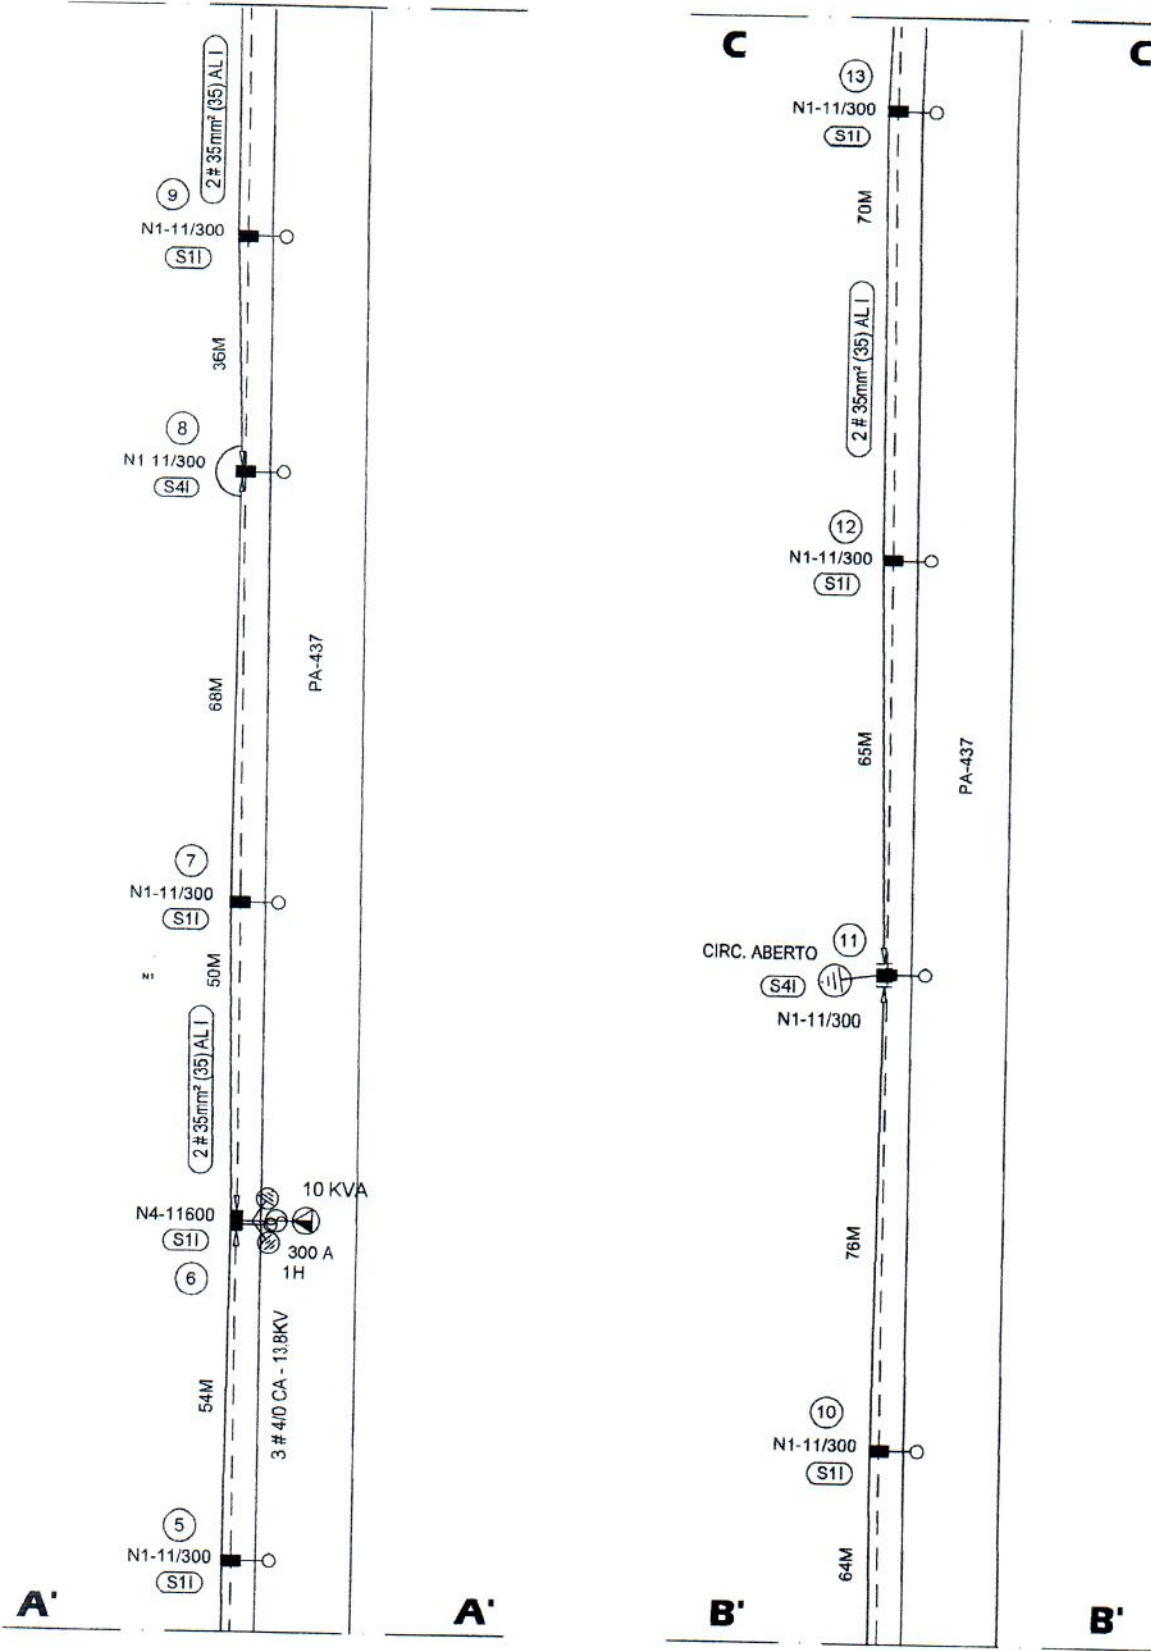 2 # 35mm² (35) AL I
9
N1-11/300
S1I
36M
8
N1 11/300
S4I
68M
PA-437
7
N1-11/300
S1I
N1
50M
2 # 35mm² (35) AL I
10 KVA
N4-11600
S1I
300 A
1H
6
3 # 4/0 CA - 13.8KV
54M
5
N1-11/300
S1I
A'
A'
C
C
13
N1-11/300
S1I
70M
2 # 35mm² (35) AL I
12
N1-11/300
S1I
65M
PA-437
11
CIRC. ABERTO
S4I
N1-11/300
76M
10
N1-11/300
S1I
64M
B'
B'